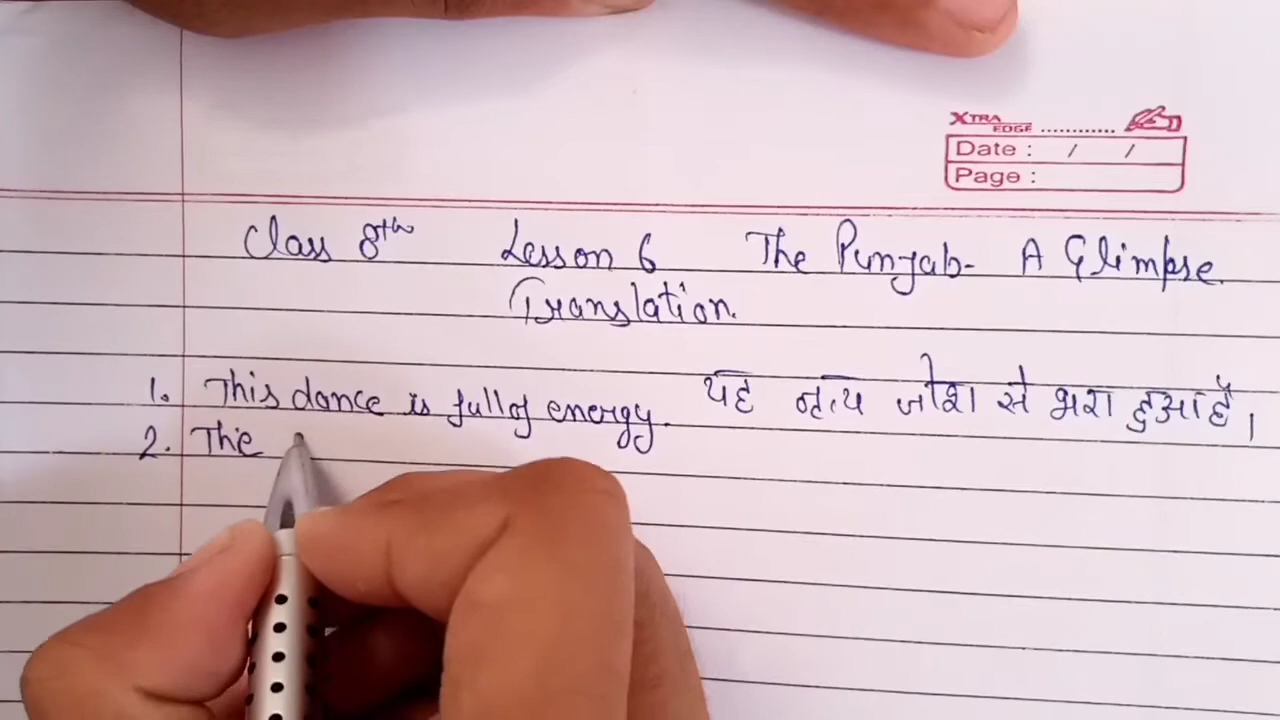 XTRA EDGE ............
Date : / /
Page :
Class 8th Lesson 6 The Punjab- A Glimpse
Translation.
1. This dance is full of energy. यह नृत्य जोश से भरा हुआ है।
2. The